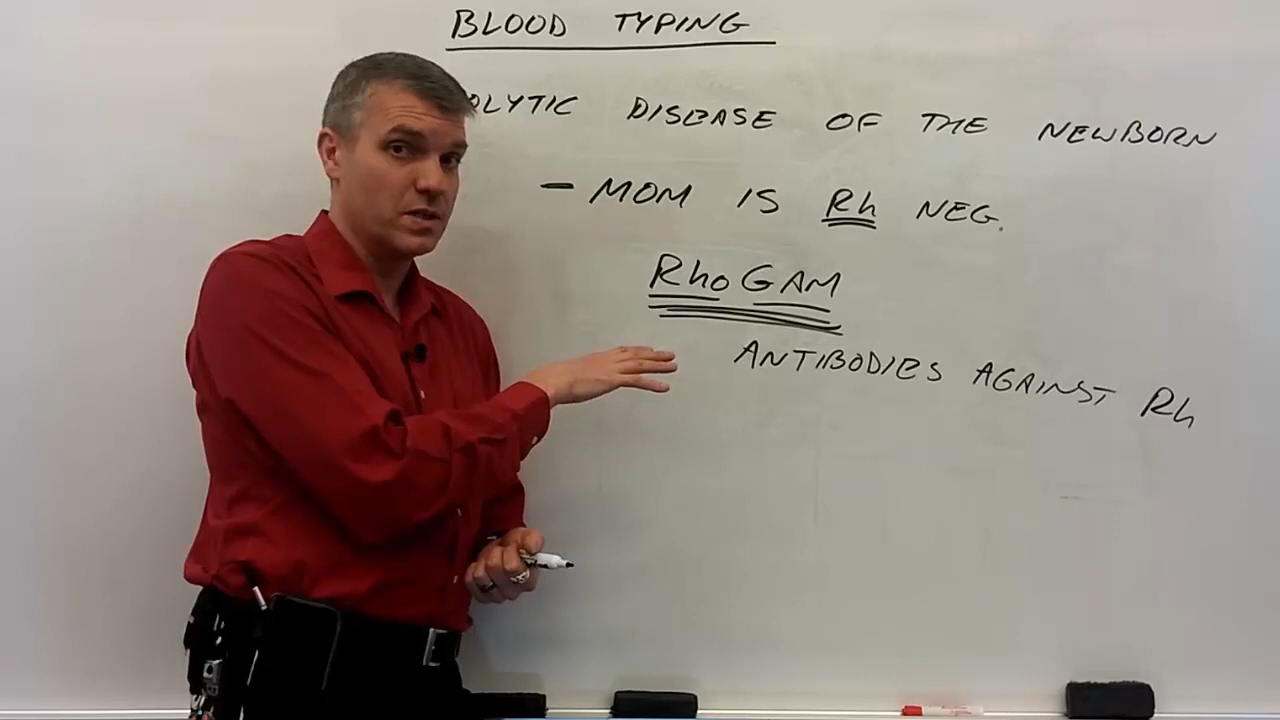 BLOOD TYPING
OLYTIC DISEASE OF THE NEWBORN
- MOM IS Rh NEG.
RhoGAM
ANTIBODIES AGAINST Rh